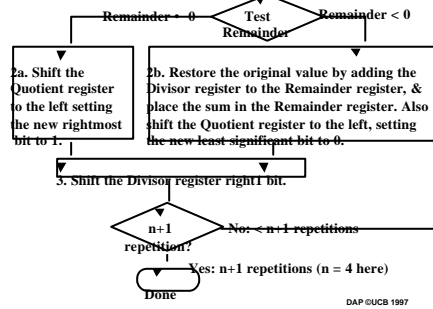 Remainder • 0
Test
Remainder
Remainder < 0
2a. Shift the
Quotient register
to the left setting
the new rightmost
bit to 1.
2b. Restore the original value by adding the
Divisor register to the Remainder register, &
place the sum in the Remainder register. Also
shift the Quotient register to the left, setting
the new least significant bit to 0.
3. Shift the Divisor register right1 bit.
n+1
repetition?
No: < n+1 repetitions
Yes: n+1 repetitions (n = 4 here)
Done
DAP ©UCB 1997